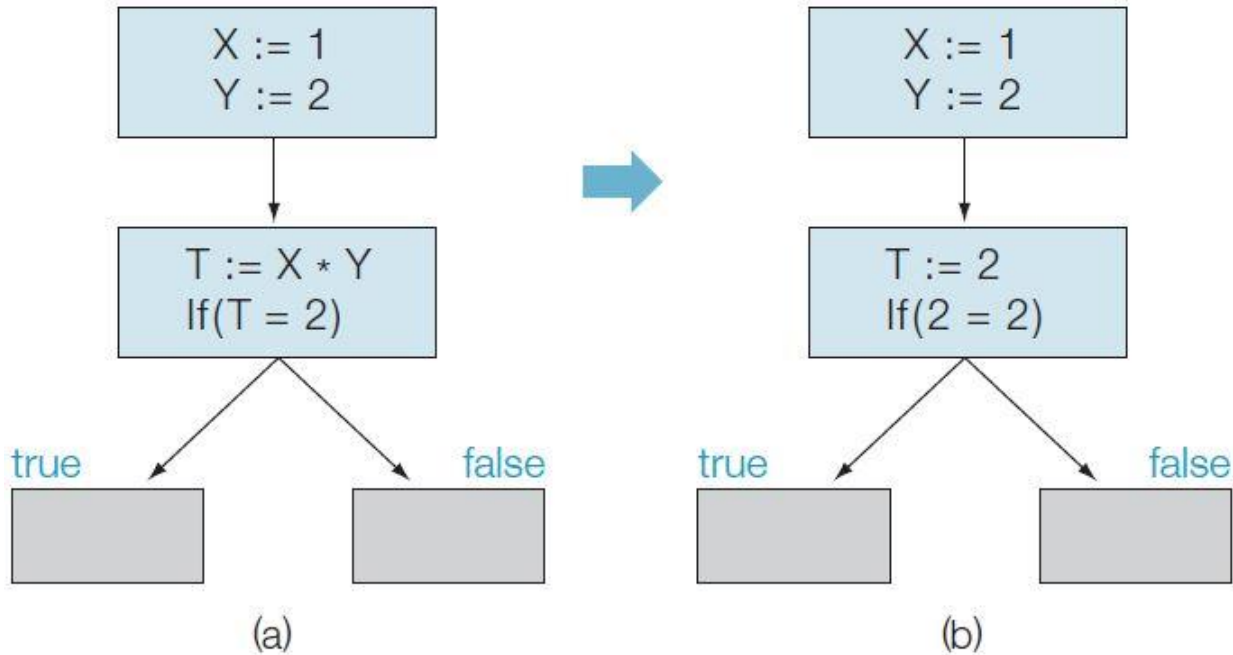 X := 1
Y := 2
T := X * Y
If(T = 2)
true
false
(a)
X := 1
Y := 2
T := 2
If(2 = 2)
true
false
(b)